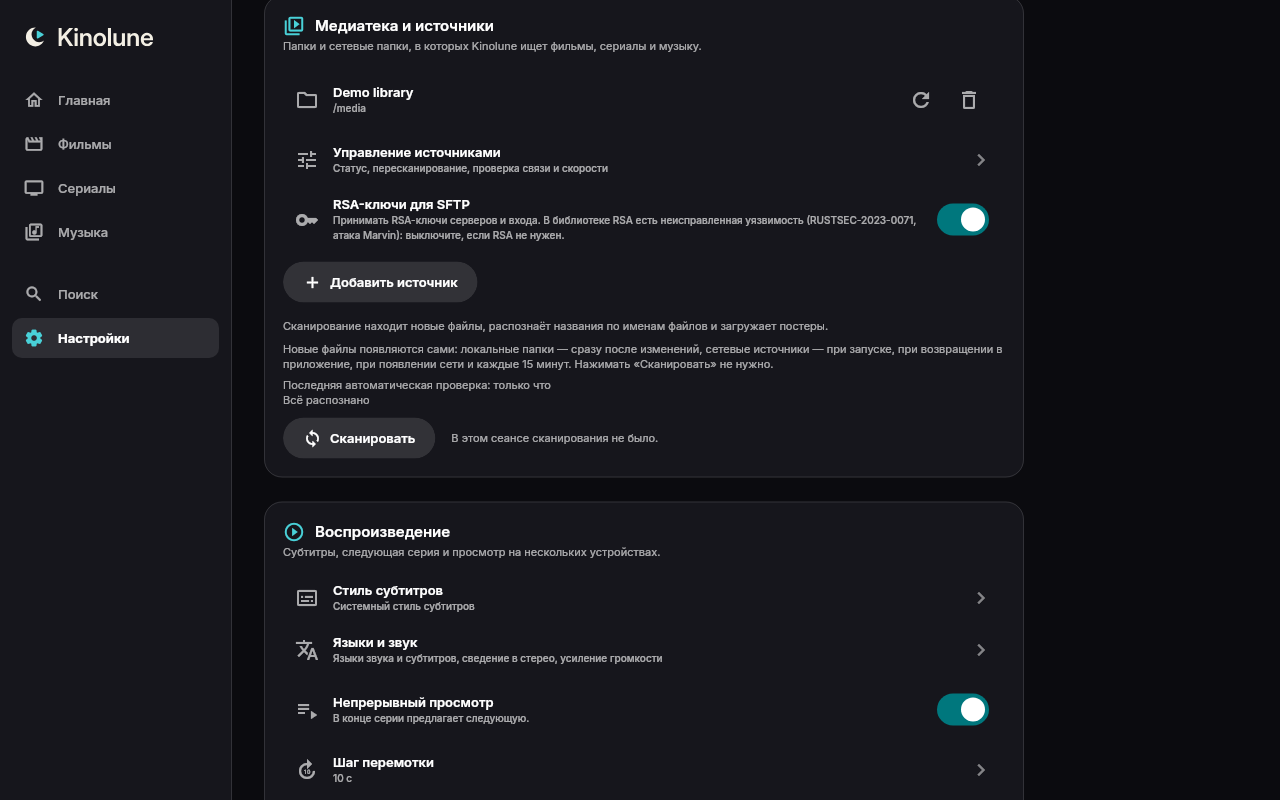 Kinolune
Главная
Фильмы
Сериалы
Музыка
Поиск
Настройки
Медиатека и источники
Папки и сетевые папки, в которых Kinolune ищет фильмы, сериалы и музыку.
Demo library
/media
Управление источниками
Статус, пересканирование, проверка связи и скорости
RSA-ключи для SFTP
Принимать RSA-ключи серверов и входа. В библиотеке RSA есть неисправленная уязвимость (RUSTSEC-2023-0071,
атака Marvin): выключите, если RSA не нужен.
Добавить источник
Сканирование находит новые файлы, распознаёт названия по именам файлов и загружает постеры.
Новые файлы появляются сами: локальные папки — сразу после изменений, сетевые источники — при запуске, при возвращении в
приложение, при появлении сети и каждые 15 минут. Нажимать «Сканировать» не нужно.
Последняя автоматическая проверка: только что
Всё распознано
Сканировать
В этом сеансе сканирования не было.
Воспроизведение
Субтитры, следующая серия и просмотр на нескольких устройствах.
Стиль субтитров
Системный стиль субтитров
Языки и звук
Языки звука и субтитров, сведение в стерео, усиление громкости
Непрерывный просмотр
В конце серии предлагает следующую.
Шаг перемотки
10 с